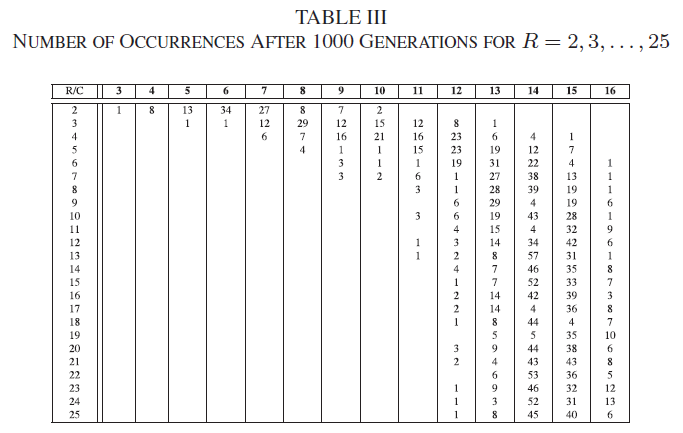 TABLE III
NUMBER OF OCCURRENCES AFTER 1000 GENERATIONS FOR R = 2, 3, . . . , 25
R/C 3 4 5 6 7 8 9 10 11 12 13 14 15 16
2 1 8 13 34 27 8 7 2
3 1 1 12 29 12 15 12 8 1
4 6 7 16 21 16 23 6 4 1
5 4 1 1 15 23 19 12 7
6 3 1 1 19 31 22 4 1
7 3 2 6 1 27 38 13 1
8 3 1 28 39 19 1
9 6 29 4 19 6
10 3 6 19 43 28 1
11 4 15 4 32 9
12 1 3 14 34 42 6
13 1 2 8 57 31 1
14 4 7 46 35 8
15 1 7 52 33 7
16 2 14 42 39 3
17 2 14 4 36 8
18 1 8 44 4 7
19 5 5 35 10
20 3 9 44 38 6
21 2 4 43 43 8
22 6 53 36 5
23 1 9 46 32 12
24 1 3 52 31 13
25 1 8 45 40 6